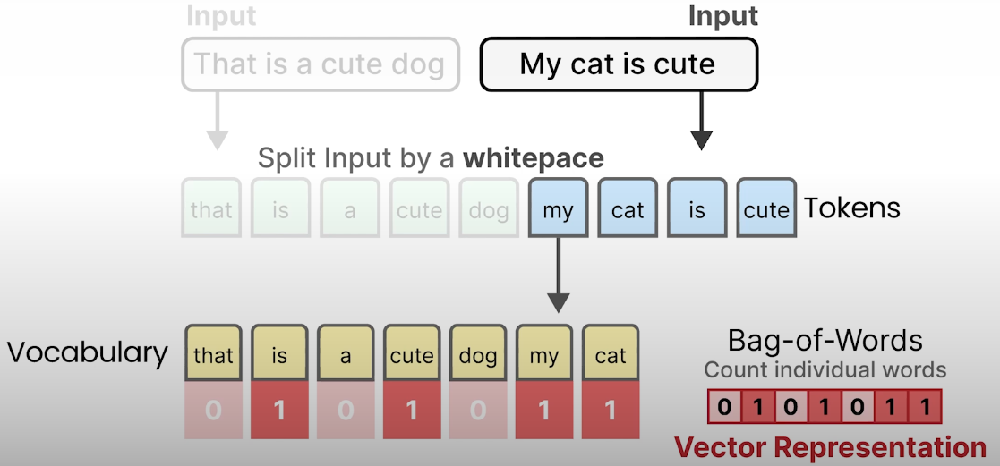 Input Input
That is a cute dog My cat is cute
Split Input by a whitepace
that is a cute dog my cat is cute Tokens
Vocabulary that is a cute dog my cat
0 1 0 1 0 1 1
Bag-of-Words
Count individual words
0 1 0 1 0 1 1
Vector Representation